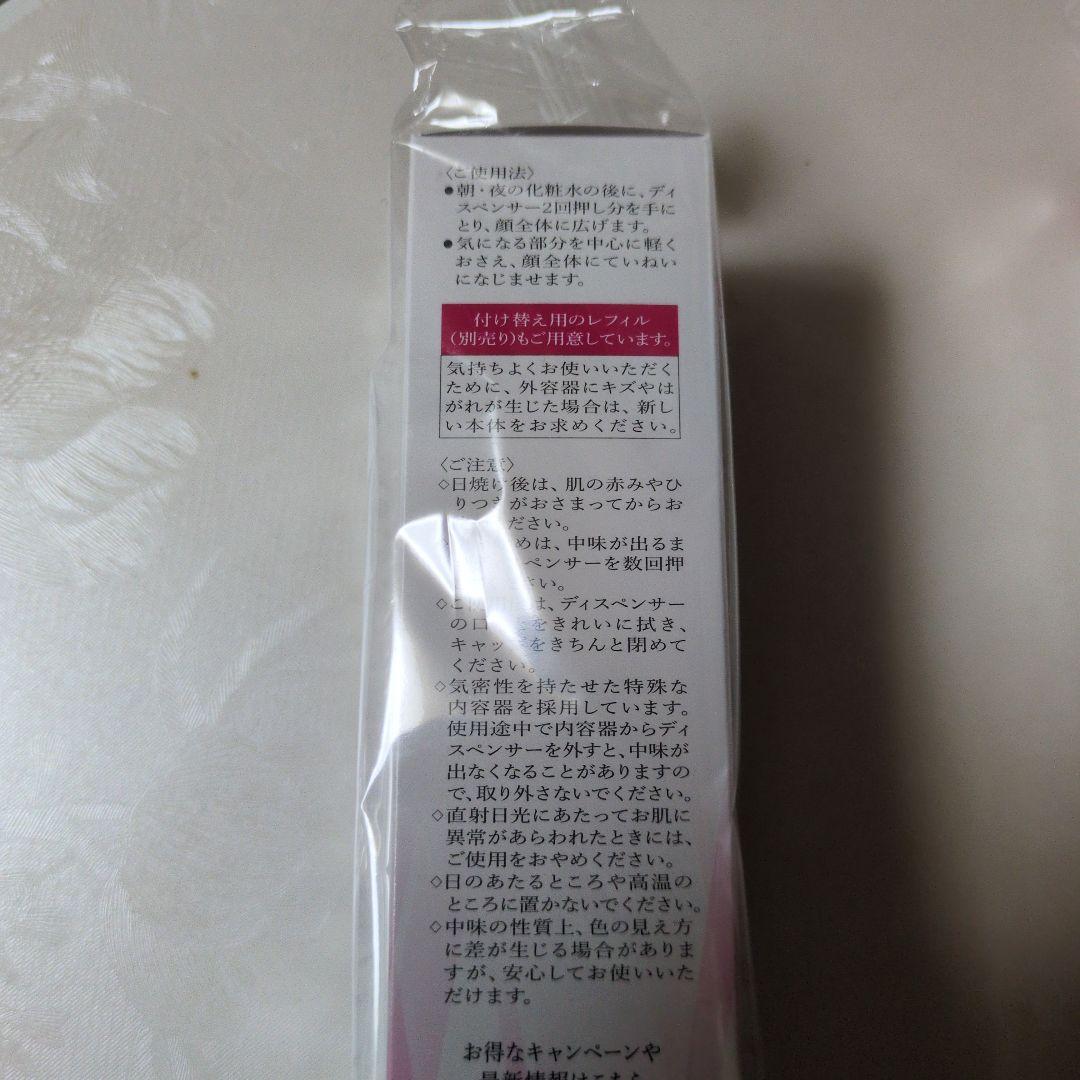 〈ご使用法〉
●朝・夜の化粧水の後に、ディ
スペンサー2回押し分を手に
とり、顔全体に広げます。
●気になる部分を中心に軽く
おさえ、顔全体にていねい
になじませます。
付け替え用のレフィル
(別売り)もご用意しています。
気持ちよくお使いいただく
ために、外容器にキズやは
がれが生じた場合は、新し
い本体をお求めください。
〈ご注意〉
◇日焼け後は、肌の赤みやひ
りつきがおさまってからお
ださい。
めは、中味が出るま
ペンサーを数回押
さい。
◇ご使用後は、ディスペンサー
の口もとをきれいに拭き、
キャップをきちんと閉めて
ください。
◇気密性を持たせた特殊な
内容器を採用しています。
使用途中で内容器からディ
スペンサーを外すと、中味が
出なくなることがありますの
で、取り外さないでください。
◇直射日光にあたってお肌に
異常があらわれたときには、
ご使用をおやめください。
◇日のあたるところや高温の
ところに置かないでください。
◇中味の性質上、色の見え方
に差が生じる場合がありま
すが、安心してお使いいた
だけます。
お得なキャンペーンや
最新情報はこちら